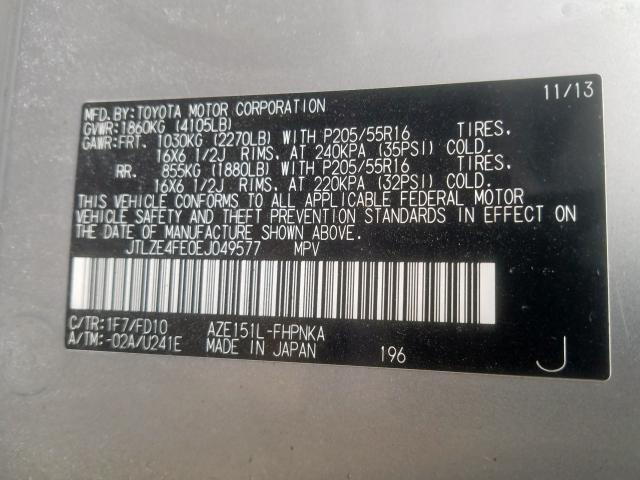 MFD. BY: TOYOTA MOTOR CORPORATION 11/13
GVWR: 1860KG (4105LB)
GAWR: FRT. 1030KG (2270LB) WITH P205/55R16 TIRES.
16X6 1/2J RIMS. AT 240KPA (35PSI) COLD.
RR. 855KG (1880LB) WITH P205/55R16 TIRES.
16X6 1/2J RIMS. AT 220KPA (32PSI) COLD.
THIS VEHICLE CONFORMS TO ALL APPLICABLE FEDERAL MOTOR
VEHICLE SAFETY AND THEFT PREVENTION STANDARDS IN EFFECT ON
THE DATE OF MANUFACTURE SHOWN ABOVE.
JTLZE4FE0EJ049577 MPV
C/TR: 1F7/FD10 AZE151L-FHPNKA
A/TM: -02A/U241E MADE IN JAPAN 196 J